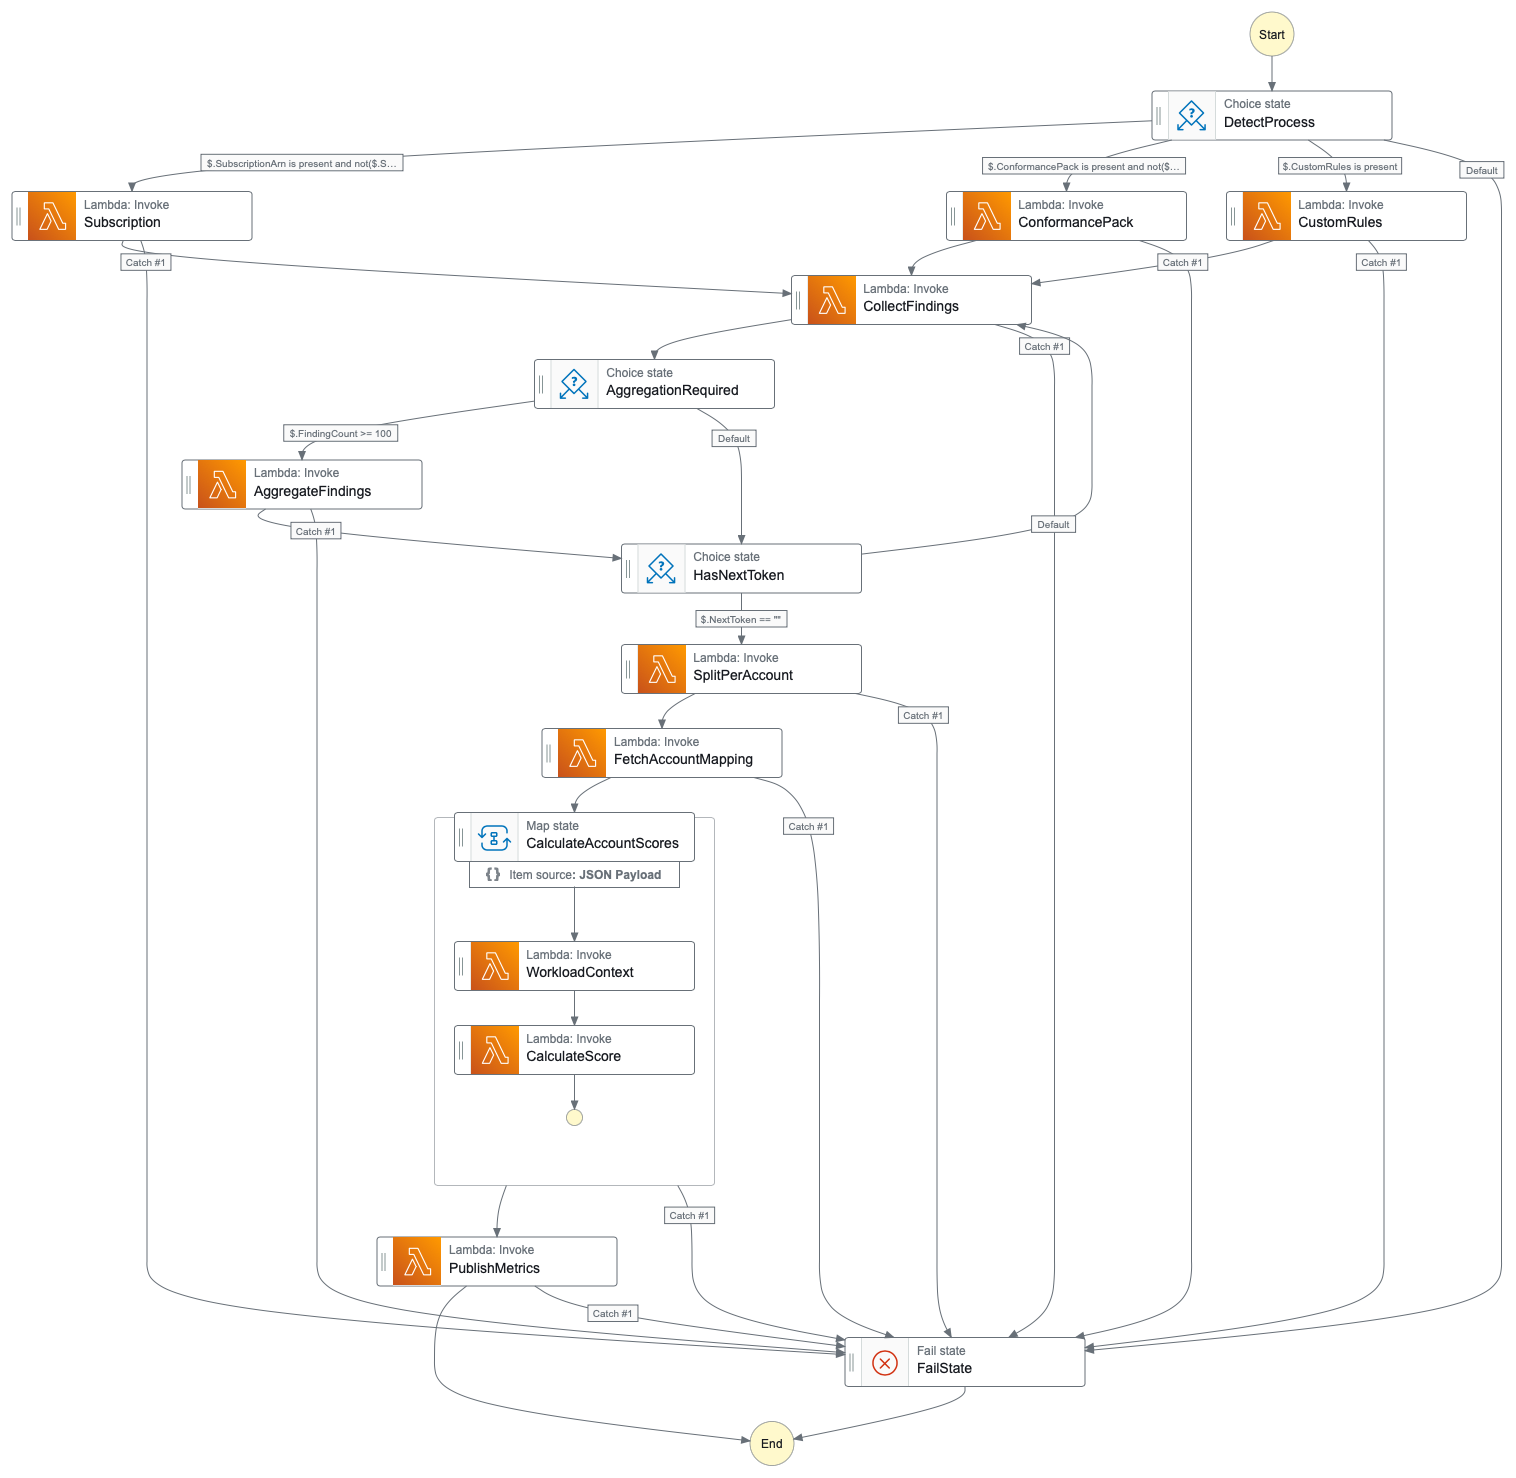 Start
Choice state
DetectProcess
$.SubscriptionArn is present and not($.S...
$.ConformancePack is present and not($...
$.CustomRules is present
Default
Lambda: Invoke
Subscription
Lambda: Invoke
ConformancePack
Lambda: Invoke
CustomRules
Catch #1
Catch #1
Catch #1
Lambda: Invoke
CollectFindings
Catch #1
Choice state
AggregationRequired
$.FindingCount >= 100
Default
Lambda: Invoke
AggregateFindings
Catch #1
Default
Choice state
HasNextToken
$.NextToken == ""
Lambda: Invoke
SplitPerAccount
Catch #1
Lambda: Invoke
FetchAccountMapping
Catch #1
Map state
CalculateAccountScores
{} Item source: JSON Payload
Lambda: Invoke
WorkloadContext
Lambda: Invoke
CalculateScore
Catch #1
Lambda: Invoke
PublishMetrics
Catch #1
Fail state
FailState
End